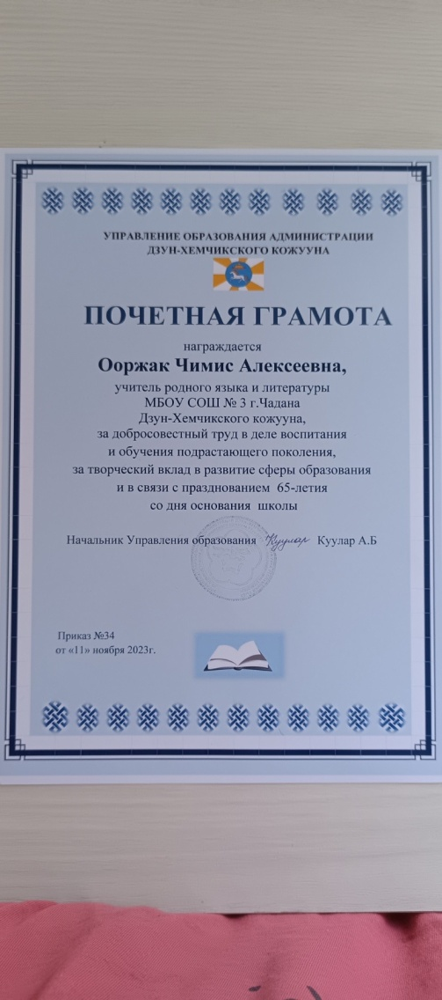 УПРАВЛЕНИЕ ОБРАЗОВАНИЯ АДМИНИСТРАЦИИ
ДЗУН-ХЕМЧИКСКОГО КОЖУУНА
ПОЧЕТНАЯ ГРАМОТА
награждается
Ооржак Чимис Алексеевна,
учитель родного языка и литературы
МБОУ СОШ № 3 г.Чадана
Дзун-Хемчикского кожууна,
за добросовестный труд в деле воспитания
и обучения подрастающего поколения,
за творческий вклад в развитие сферы образования
и в связи с празднованием 65-летия
со дня основания школы
Начальник Управления образования Куулар Куулар А.Б
Приказ №34
от «11» ноября 2023г.